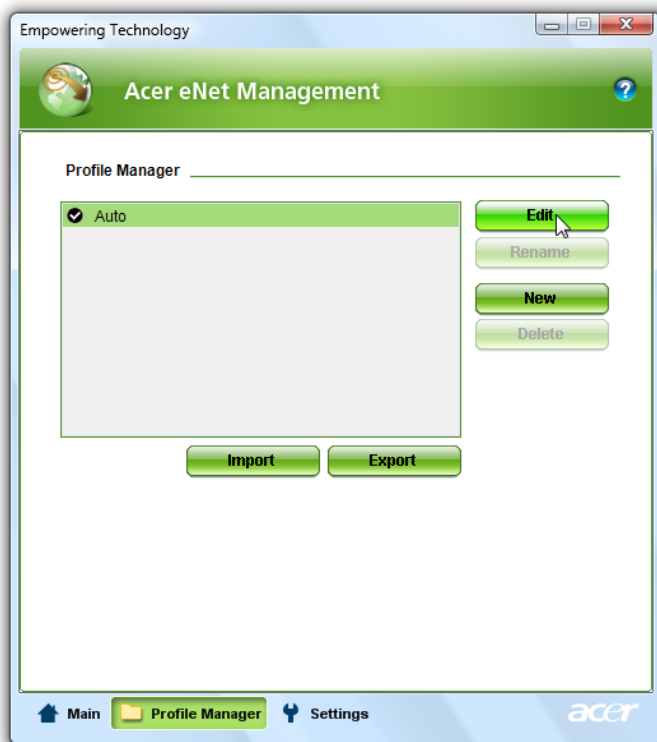 Empowering Technology
Acer eNet Management
?
Profile Manager
Auto
Edit
Rename
New
Delete
Import Export
Main Profile Manager Settings acer